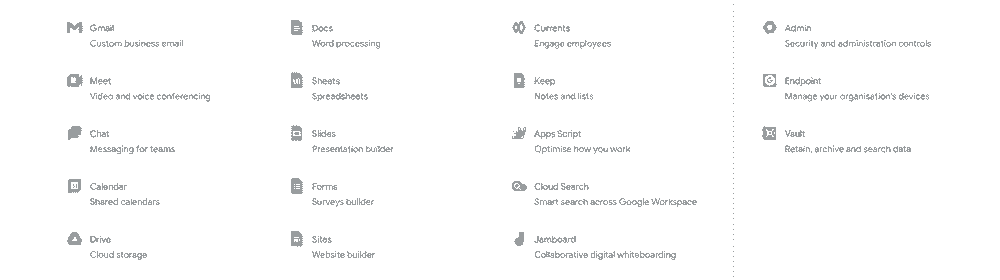 Gmail
Custom business email
Meet
Video and voice conferencing
Chat
Messaging for teams
Calendar
Shared calendars
Drive
Cloud storage
Docs
Word processing
Sheets
Spreadsheets
Slides
Presentation builder
Forms
Surveys builder
Sites
Website builder
Currents
Engage employees
Keep
Notes and lists
Apps Script
Optimise how you work
Cloud Search
Smart search across Google Workspace
Jamboard
Collaborative digital whiteboarding
Admin
Security and administration controls
Endpoint
Manage your organisation's devices
Vault
Retain, archive and search data